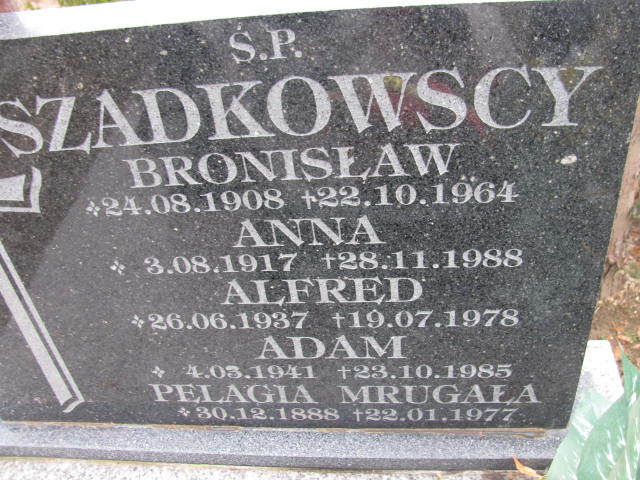 Ś.P.
SZADKOWSCY
BRONISŁAW
*24.08.1908 †22.10.1964
ANNA
* 3.08.1917 †28.11.1988
ALFRED
*26.06.1937 †19.07.1978
ADAM
* 4.03.1941 †23.10.1985
PELAGIA MRUGAŁA
*30.12.1888 †22.01.1977